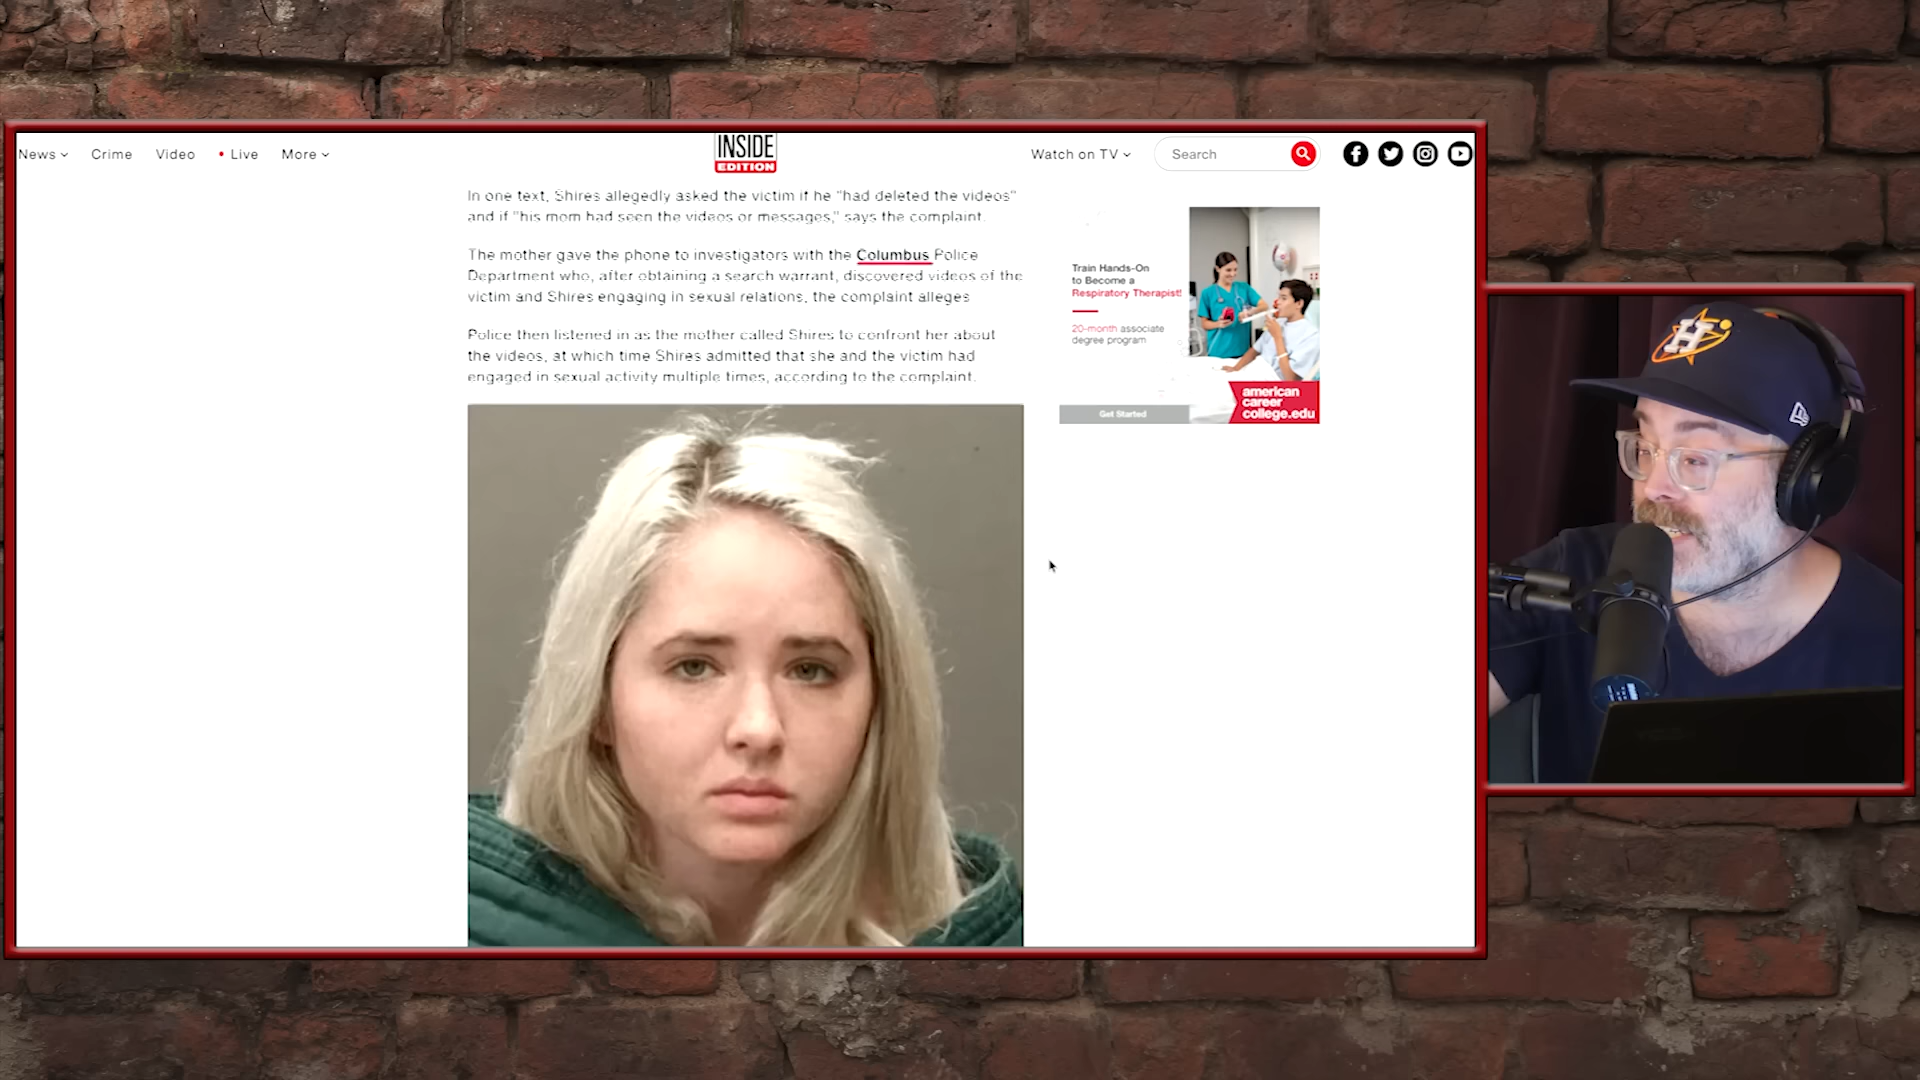 News
Crime
Video
Live
More
INSIDE
EDITION
Watch on TV
Search
In one text, Shires allegedly asked the victim if he "had deleted the videos"
and if "his mom had seen the videos or messages," says the complaint.
The mother gave the phone to investigators with the Columbus Police
Department who, after obtaining a search warrant, discovered videos of the
victim and Shires engaging in sexual relations, the complaint alleges
Police then listened in as the mother called Shires to confront her about
the videos, at which time Shires admitted that she and the victim had
engaged in sexual activity multiple times, according to the complaint.
Train Hands-On
to Become a
Respiratory Therapist!
20-month associate
degree program
Get Started
american
career
college.edu
H